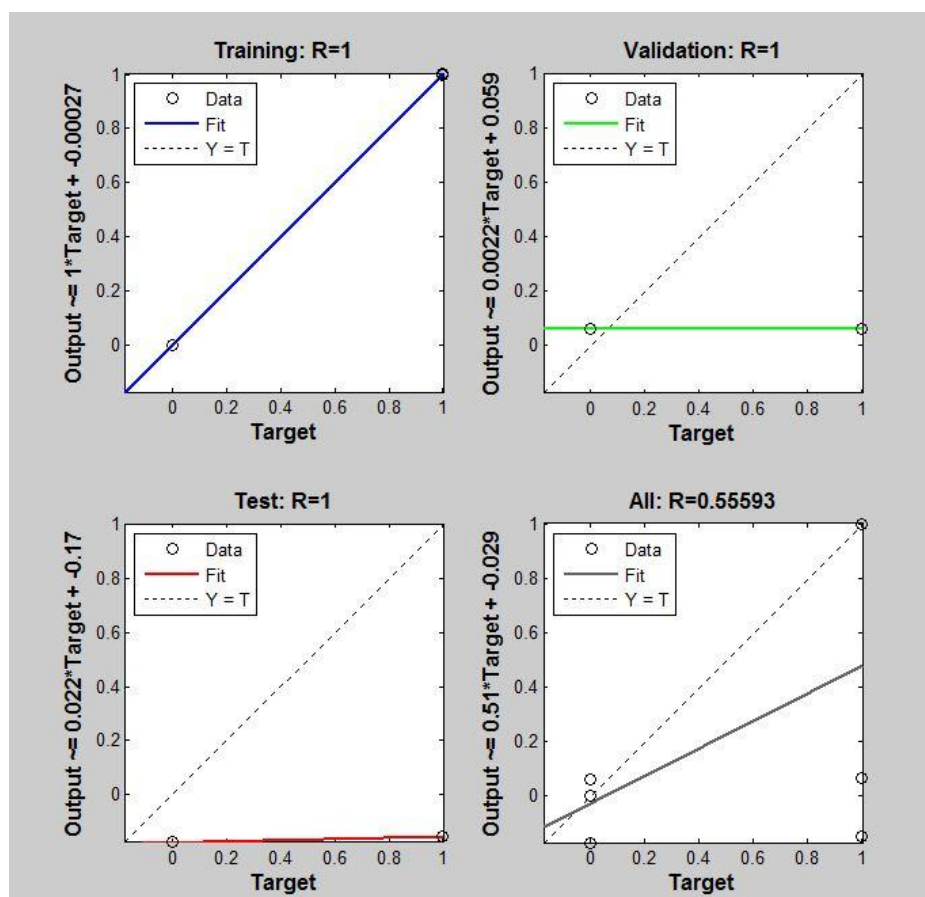 Training: R=1
Output ~= 1*Target + -0.00027
1
0.8
0.6
0.4
0.2
0
Data
Fit
Y = T
0 0.2 0.4 0.6 0.8 1
Target
Validation: R=1
Output ~= 0.0022*Target + 0.059
1
0.8
0.6
0.4
0.2
0
Data
Fit
Y = T
0 0.2 0.4 0.6 0.8 1
Target
Test: R=1
Output ~= 0.022*Target + -0.17
1
0.8
0.6
0.4
0.2
0
Data
Fit
Y = T
0 0.2 0.4 0.6 0.8 1
Target
All: R=0.55593
Output ~= 0.51*Target + -0.029
1
0.8
0.6
0.4
0.2
0
Data
Fit
Y = T
0 0.2 0.4 0.6 0.8 1
Target